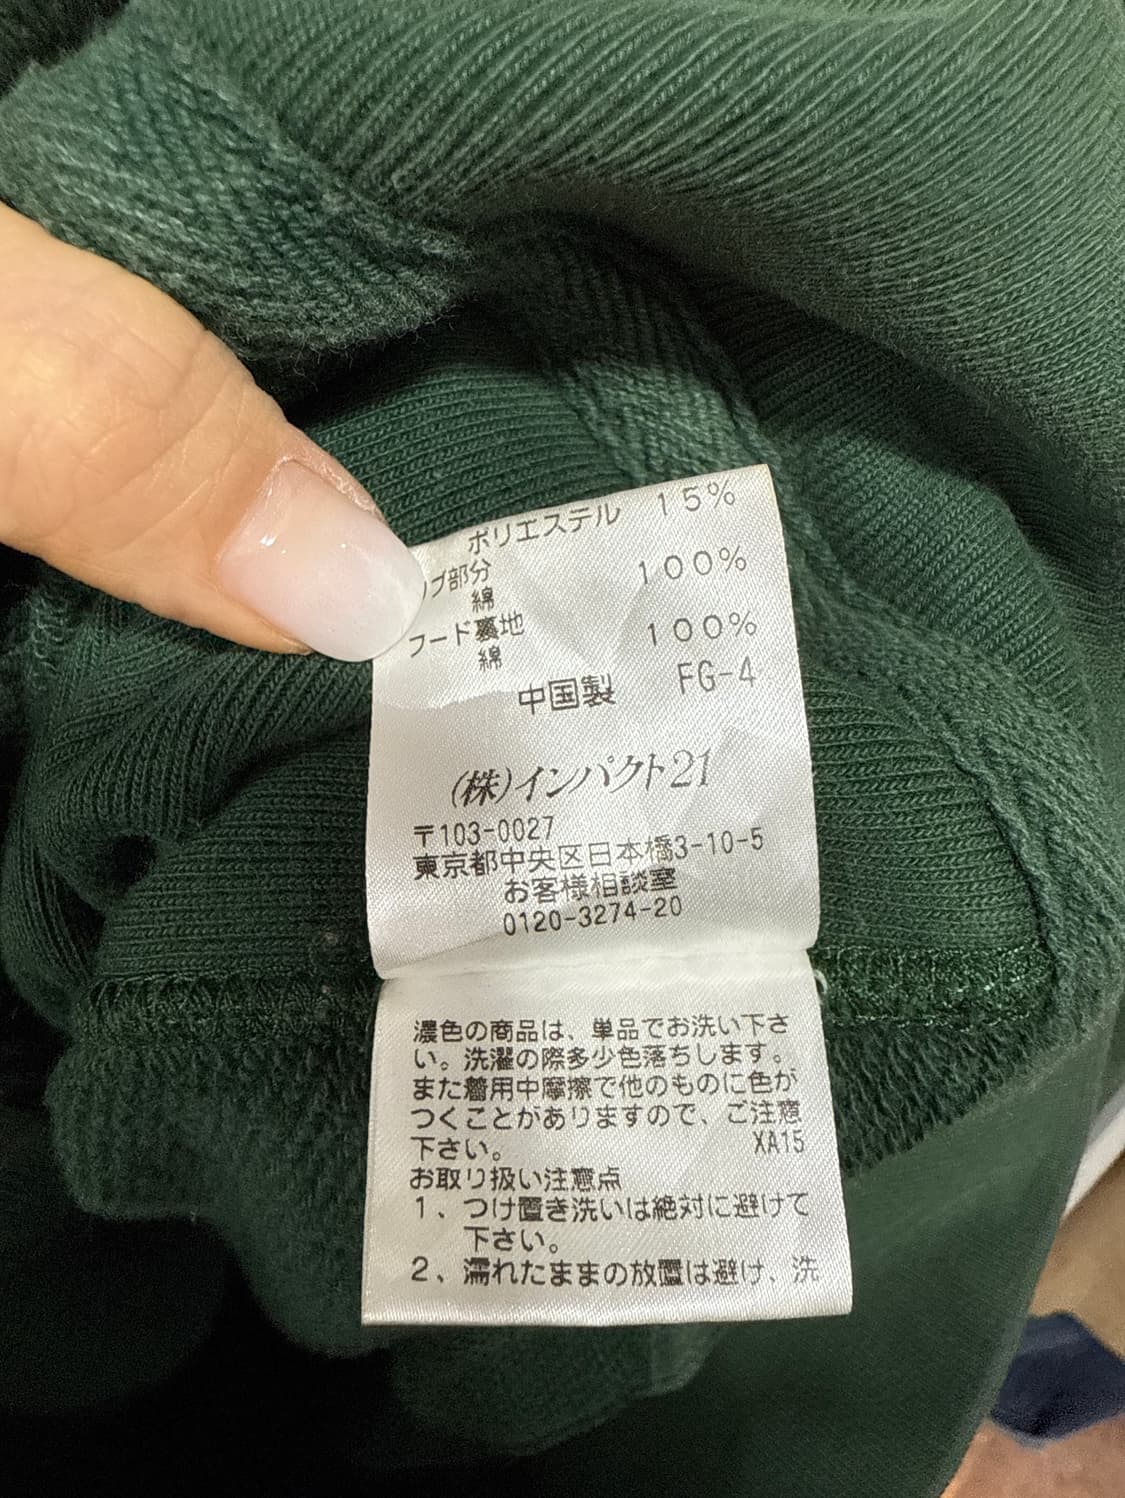 ポリエステル 15%
ブ部分
綿 100%
フード裏地
綿 100%
中国製 FG-4
(株)インパクト21
〒103-0027
東京都中央区日本橋3-10-5
お客様相談室
0120-3274-20
濃色の商品は、単品でお洗い下さ
い。洗濯の際多少色落ちします。
また着用中摩擦で他のものに色が
つくことがありますので、ご注意
下さい。 XA15
お取り扱い注意点
1、つけ置き洗いは絶対に避けて
下さい。
2、濡れたままの放置は避け、洗